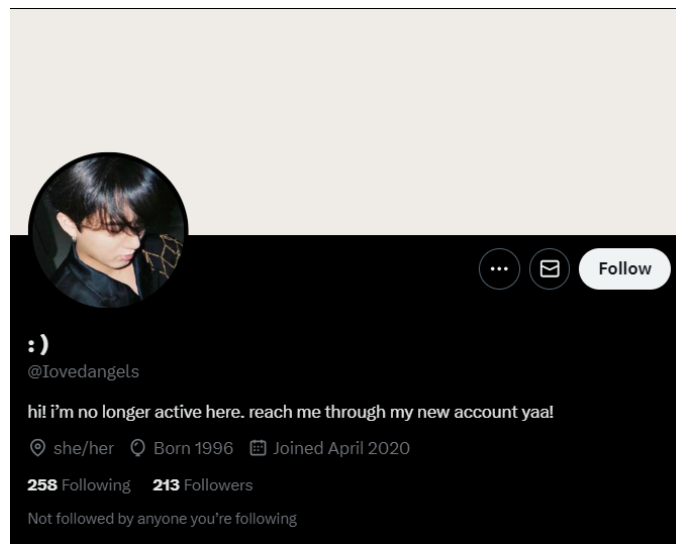 Follow
:)
@Iovedangels
hi! i'm no longer active here. reach me through my new account yaa!
she/her Born 1996 Joined April 2020
258 Following 213 Followers
Not followed by anyone you're following